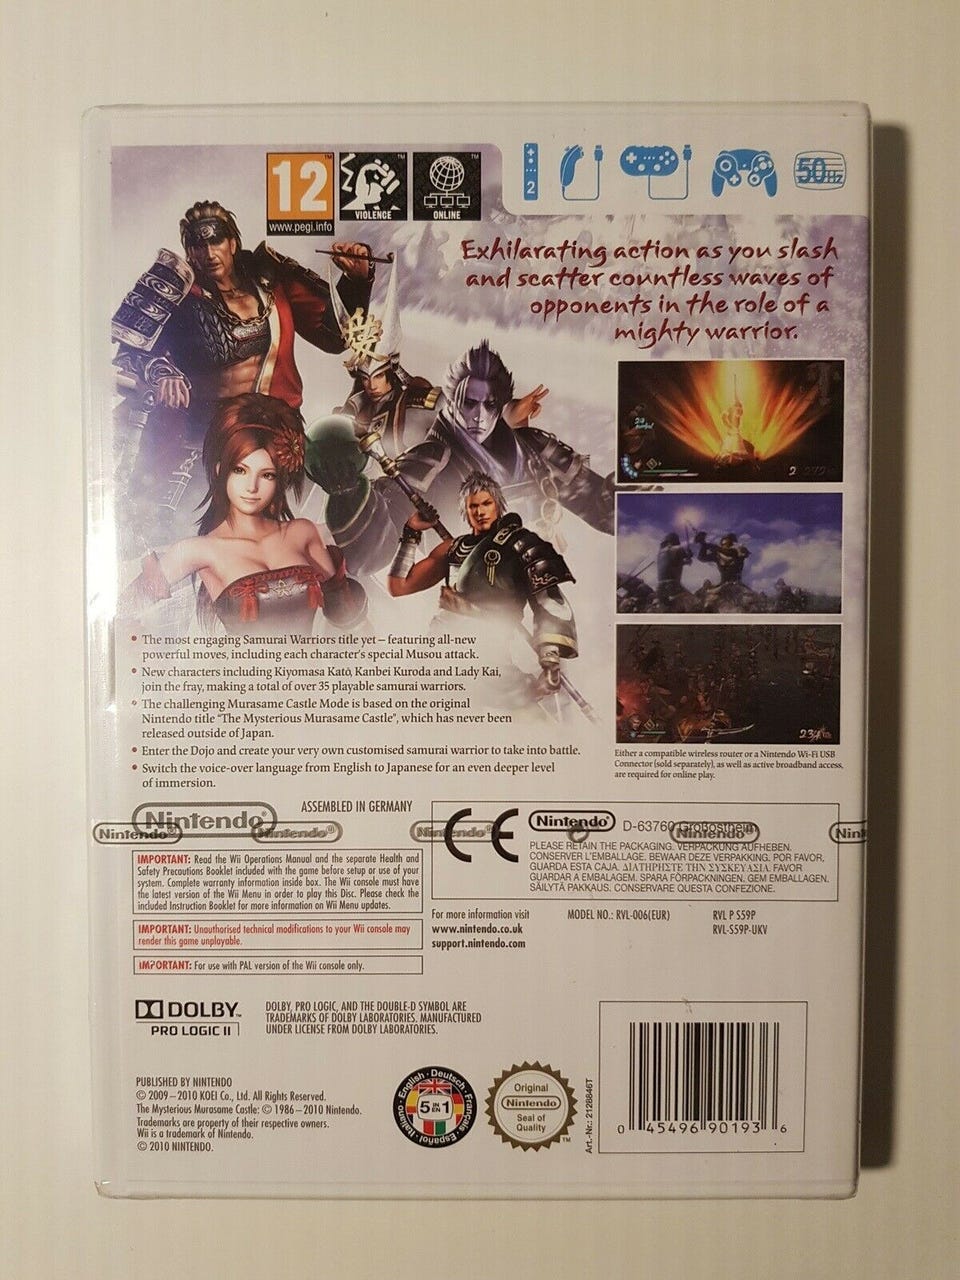 12
www.pegi.info
VIOLENCE
ONLINE
2
50Hz
Exhilarating action as you slash
and scatter countless waves of
opponents in the role of a
mighty warrior.
• The most engaging Samurai Warriors title yet – featuring all-new
powerful moves, including each character's special Musou attack.
• New characters including Kiyomasa Katō, Kanbei Kuroda and Lady Kai,
join the fray, making a total of over 35 playable samurai warriors.
• The challenging Murasame Castle Mode is based on the original
Nintendo title "The Mysterious Murasame Castle", which has never been
released outside of Japan.
• Enter the Dojo and create your very own customised samurai warrior to take into battle.
• Switch the voice-over language from English to Japanese for an even deeper level
of immersion.
Either a compatible wireless router or a Nintendo Wi-Fi USB
Connector (sold separately), as well as active broadband access,
are required for online play.
Nintendo®
ASSEMBLED IN GERMANY
Nintendo® Nintendo® Nintendo® Nintendo® Nint
CE
Nintendo® D-63760 Großostheim
PLEASE RETAIN THE PACKAGING. VERPACKUNG AUFHEBEN.
CONSERVER L'EMBALLAGE. BEWAAR DEZE VERPAKKING. POR FAVOR,
GUARDA ESTA CAJA. ΔΙΑΤΗΡΗΣΤΕ ΤΗΝ ΣΥΣΚΕΥΑΣΙΑ. FAVOR
GUARDAR A EMBALAGEM. SPARA FÖRPACKNINGEN. GEM EMBALLAGEN.
SÄILYTÄ PAKKAUS. CONSERVARE QUESTA CONFEZIONE.
IMPORTANT: Read the Wii Operations Manual and the separate Health and
Safety Precautions Booklet included with the game before setup or use of your
system. Complete warranty information inside box. The Wii console must have
the latest version of the Wii Menu in order to play this Disc. Please check the
included Instruction Booklet for more information on Wii Menu updates.
IMPORTANT: Unauthorised technical modifications to your Wii console may
render this game unplayable.
IMPORTANT: For use with PAL version of the Wii console only.
For more information visit
www.nintendo.co.uk
support.nintendo.com
MODEL NO.: RVL-006(EUR)
RVL P S59P
RVL-S59P-UKV
DOLBY™
PRO LOGIC II
DOLBY, PRO LOGIC, AND THE DOUBLE-D SYMBOL ARE
TRADEMARKS OF DOLBY LABORATORIES. MANUFACTURED
UNDER LICENSE FROM DOLBY LABORATORIES.
PUBLISHED BY NINTENDO
© 2009 – 2010 KOEI Co., Ltd. All Rights Reserved.
The Mysterious Murasame Castle: © 1986 – 2010 Nintendo.
Trademarks are property of their respective owners.
Wii is a trademark of Nintendo.
© 2010 NINTENDO.
English · Deutsch · Français · Español · Italiano
5 IN EN 1
Original
Nintendo
Seal of
Quality
™
Art.-Nr.: 2128846T
0 45496 90193 6